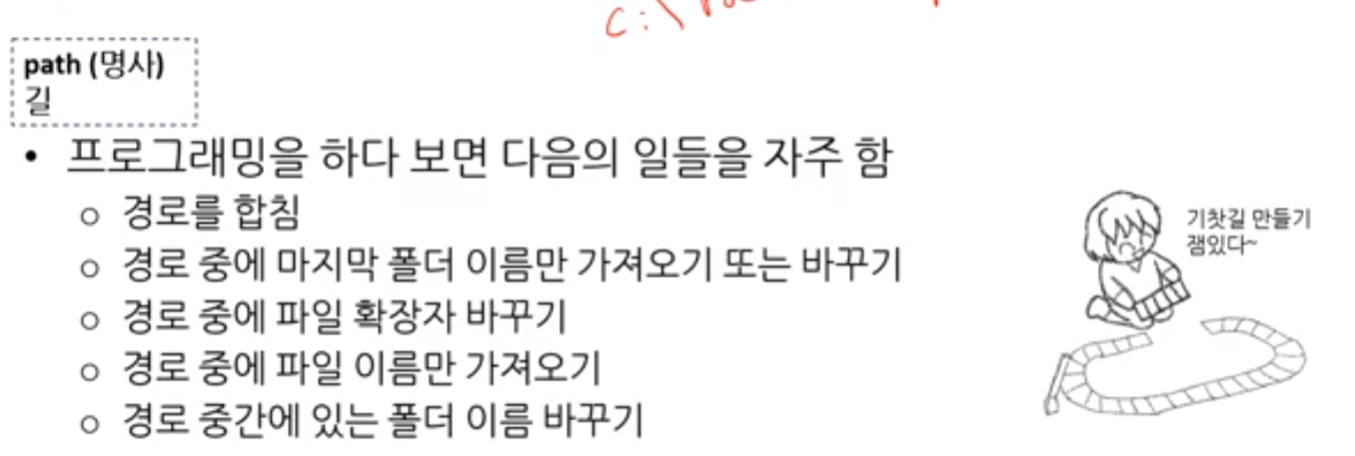 c:\
path (명사)
길
• 프로그래밍을 하다 보면 다음의 일들을 자주 함
○ 경로를 합침
○ 경로 중에 마지막 폴더 이름만 가져오기 또는 바꾸기
○ 경로 중에 파일 확장자 바꾸기
○ 경로 중에 파일 이름만 가져오기
○ 경로 중간에 있는 폴더 이름 바꾸기
기찻길 만들기
잼있다~